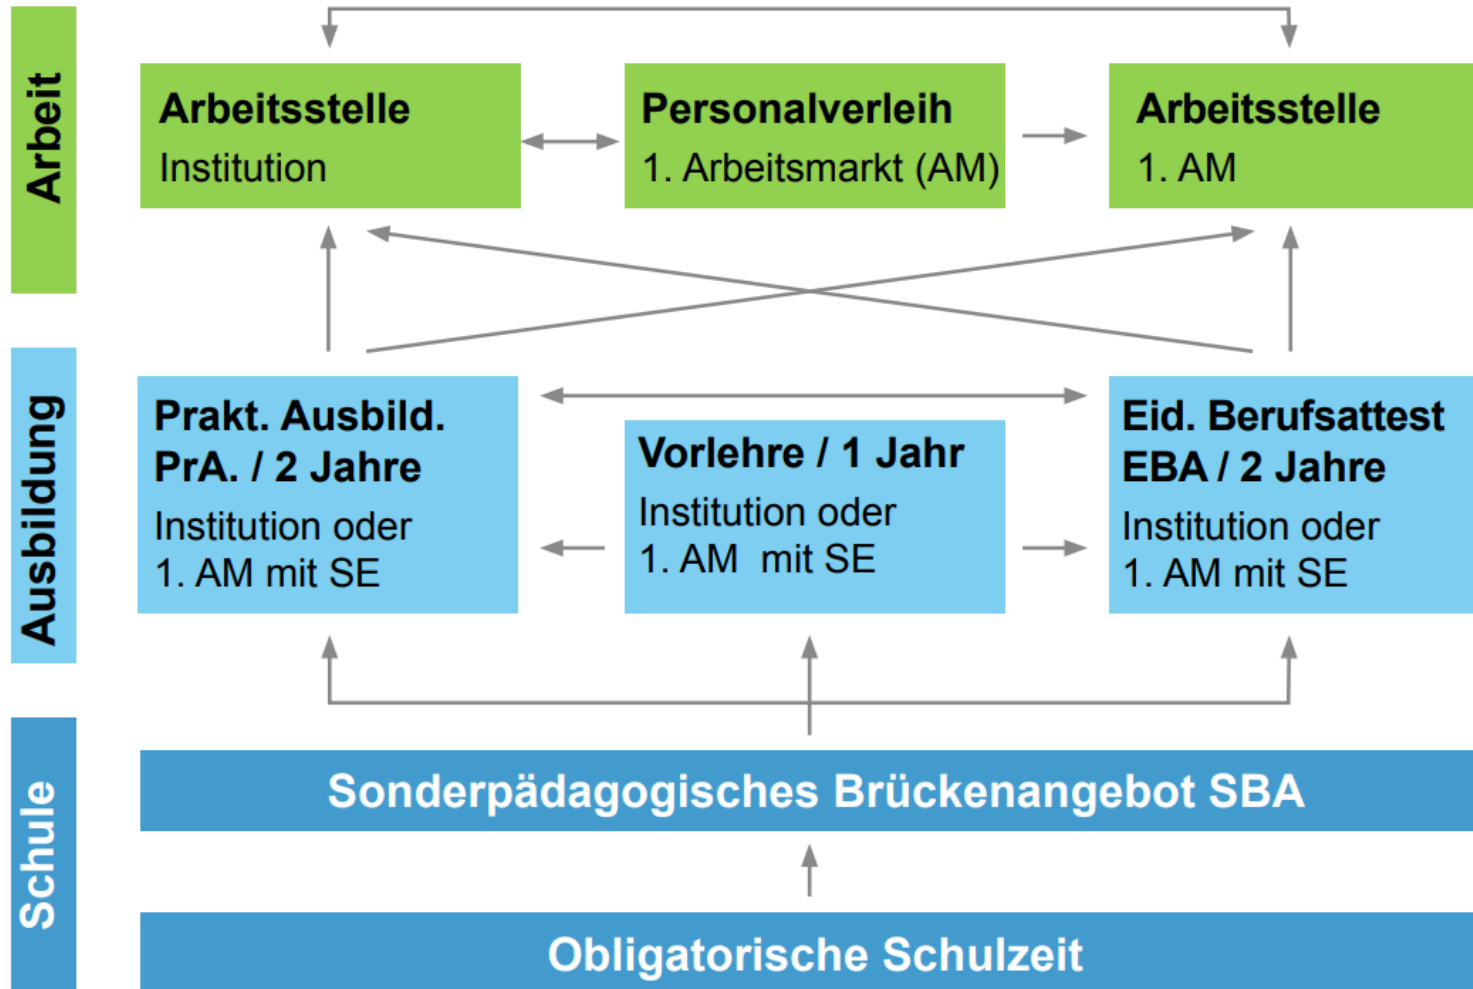 Arbeit
Arbeitsstelle
Institution
Personalverleih
1. Arbeitsmarkt (AM)
Arbeitsstelle
1. AM
Ausbildung
Prakt. Ausbild.
PrA. / 2 Jahre
Institution oder
1. AM mit SE
Vorlehre / 1 Jahr
Institution oder
1. AM mit SE
Eid. Berufsattest
EBA / 2 Jahre
Institution oder
1. AM mit SE
Schule
Sonderpädagogisches Brückenangebot SBA
Obligatorische Schulzeit